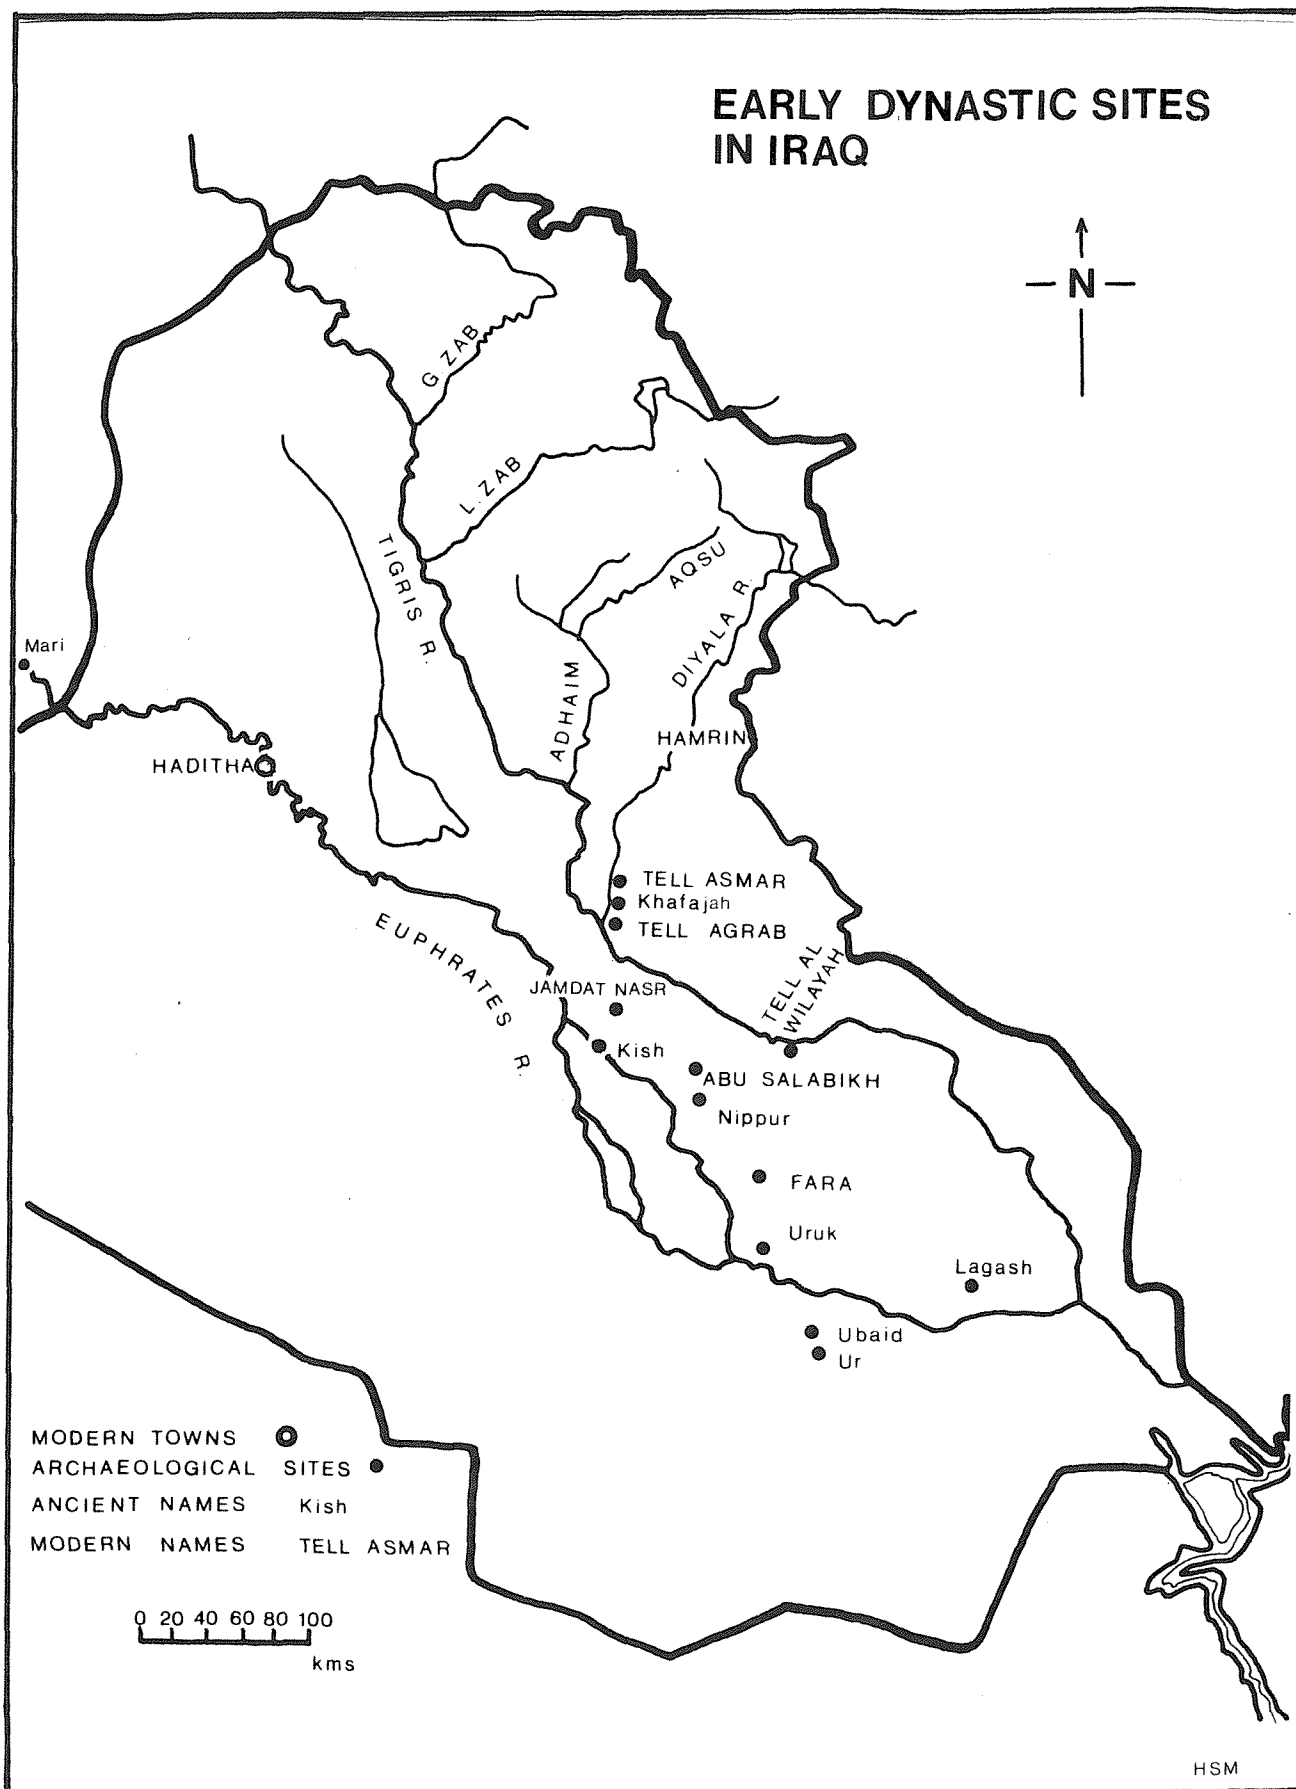 EARLY DYNASTIC SITES
IN IRAQ
N
G. ZAB
L. ZAB
TIGRIS R.
AQSU
DIYALA R.
Mari
ADHAIM
HAMRIN
HADITHA
TELL ASMAR
Khafajah
TELL AGRAB
EUPHRATES R.
TELL AL
WILAYAH
JAMDAT NASR
Kish
ABU SALABIKH
Nippur
FARA
Uruk
Lagash
Ubaid
Ur
MODERN TOWNS
ARCHAEOLOGICAL SITES
ANCIENT NAMES Kish
MODERN NAMES TELL ASMAR
0 20 40 60 80 100
kms
HSM